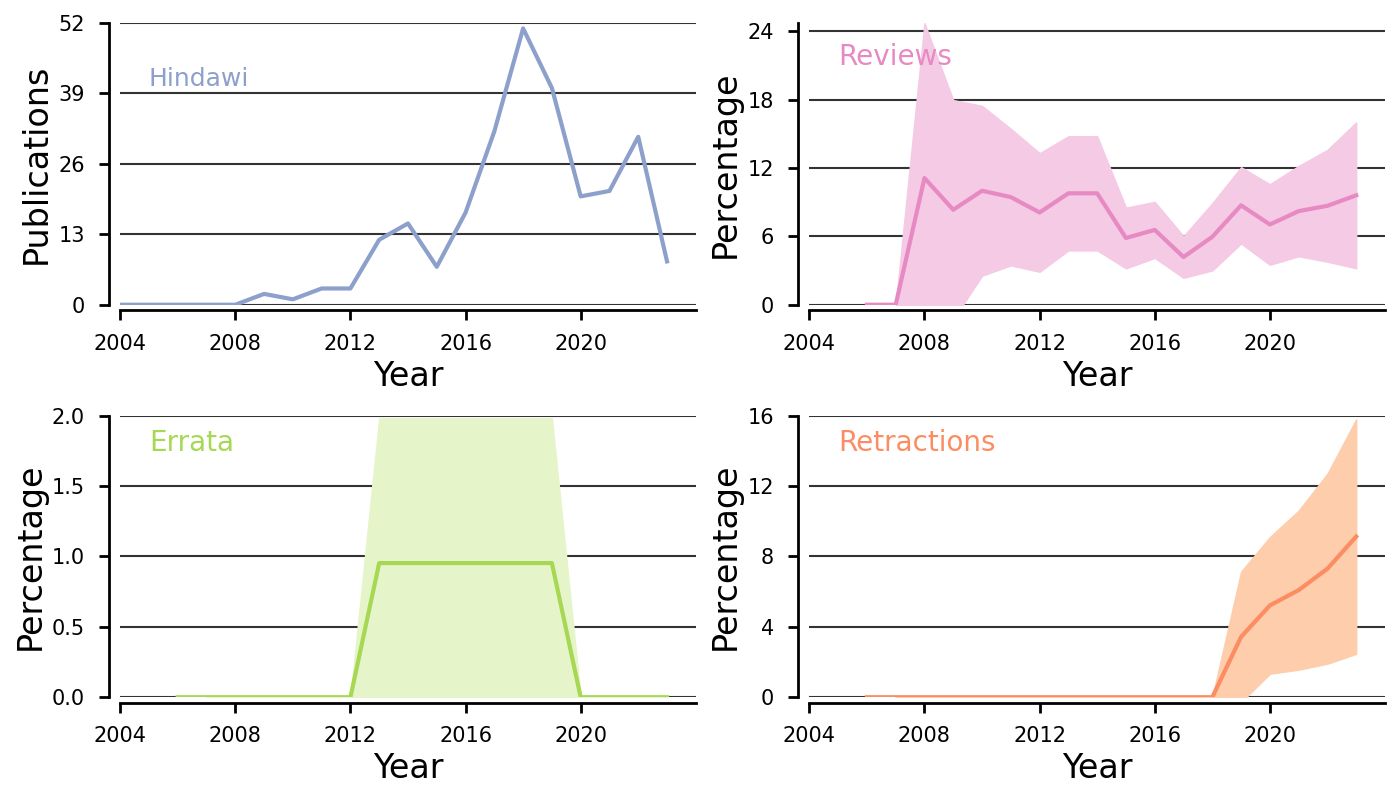 52
39
26
13
0
Publications
Hindawi
2004 2008 2012 2016 2020
Year
24
18
12
6
0
Percentage
Reviews
2004 2008 2012 2016 2020
Year
2.0
1.5
1.0
0.5
0.0
Percentage
Errata
2004 2008 2012 2016 2020
Year
16
12
8
4
0
Percentage
Retractions
2004 2008 2012 2016 2020
Year